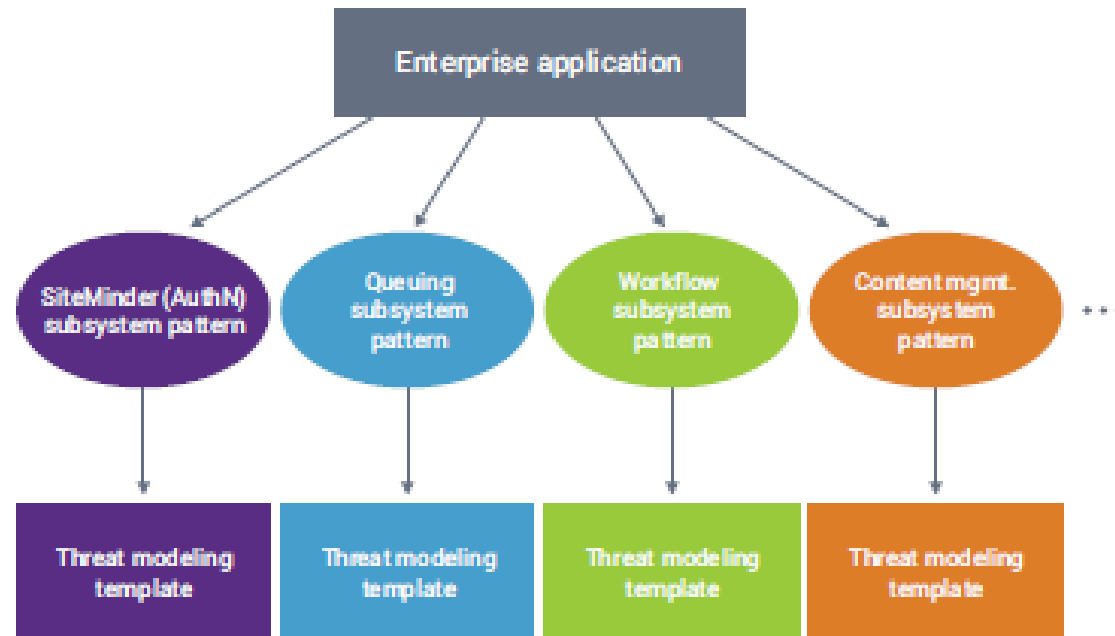 Enterprise application
SiteMinder (AuthN)
subsystem pattern
Queuing
subsystem
pattern
Workflow
subsystem
pattern
Content mgmt.
subsystem
pattern
...
Threat modeling
template
Threat modeling
template
Threat modeling
template
Threat modeling
template